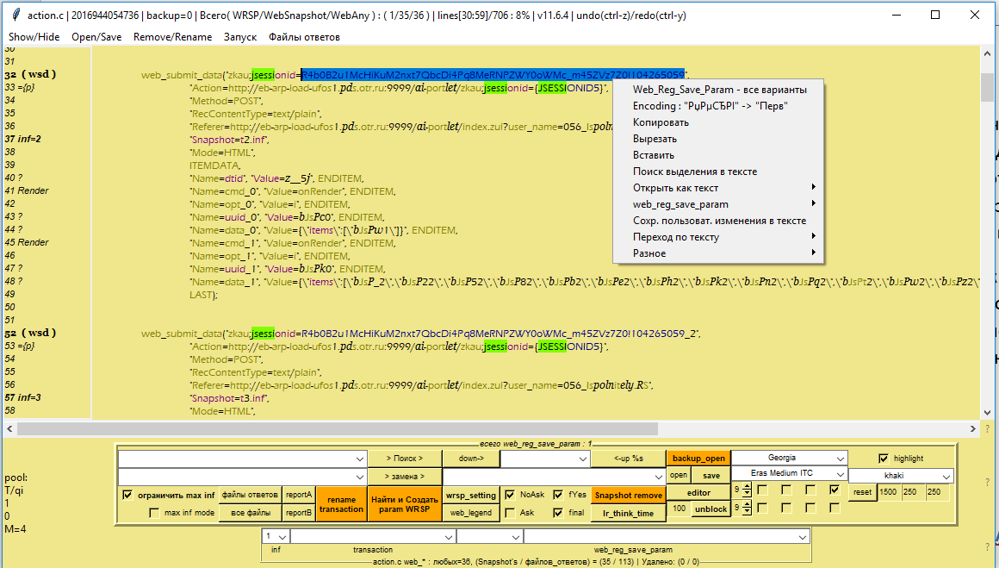 action.c | 2016944054736 | backup=0 | Всего( WRSP/WebSnapshot/WebAny ) : ( 1/35/36 ) | lines[30:59]/706 : 8% | v11.6.4 | undo(ctrl-z)/redo(ctrl-y)
Show/Hide Open/Save Remove/Rename Запуск Файлы ответов
30
31
32 ( wsd ) web_submit_data("zkau;jsessionid=R4b0B2u1McHiKuM2nxt7QbcDi4Pq8MeRNPZWY0oWMc_m45ZVz7Z0!104265059",
33 ={p} "Action=http://eb-arp-load-ufos1.pds.otr.ru:9999/ai-portlet/zkau;jsessionid={JSESSIONID5}",
34 "Method=POST",
35 "RecContentType=text/plain",
36 "Referer=http://eb-arp-load-ufos1.pds.otr.ru:9999/ai-portlet/index.zul?user_name=056_Ispoln
37 inf=2 "Snapshot=t2.inf",
38 "Mode=HTML",
39 ITEMDATA,
40 ? "Name=dtid", "Value=z__5j", ENDITEM,
41 Render "Name=cmd_0", "Value=onRender", ENDITEM,
42 "Name=opt_0", "Value=i", ENDITEM,
43 ? "Name=uuid_0", "Value=bJsPc0", ENDITEM,
44 ? "Name=data_0", "Value={\"items\":[\"bJsPw1\"]}", ENDITEM,
45 Render "Name=cmd_1", "Value=onRender", ENDITEM,
46 "Name=opt_1", "Value=i", ENDITEM,
47 ? "Name=uuid_1", "Value=bJsPk0", ENDITEM,
48 ? "Name=data_1", "Value={\"items\":[\"bJsP_2\",\"bJsP22\",\"bJsP52\",\"bJsP82\",\"bJsPb2\",\"bJsPe2\",\"bJsPh2\",\"bJsPk2\",\"bJsPn2\",\"bJsPq2\",\"bJsPt2\",\"bJsPw2\",\"bJsPz2\"
49 LAST);
50
51
52 ( wsd ) web_submit_data("zkau;jsessionid=R4b0B2u1McHiKuM2nxt7QbcDi4Pq8MeRNPZWY0oWMc_m45ZVz7Z0!104265059_2",
53 ={p} "Action=http://eb-arp-load-ufos1.pds.otr.ru:9999/ai-portlet/zkau;jsessionid={JSESSIONID5}",
54 "Method=POST",
55 "RecContentType=text/plain",
56 "Referer=http://eb-arp-load-ufos1.pds.otr.ru:9999/ai-portlet/index.zul?user_name=056_Ispolnitely.RS",
57 inf=3 "Snapshot=t3.inf",
58 "Mode=HTML",
Web_Reg_Save_Param - все варианты
Encoding : "РџРµСЂРІ" -> "Перв"
Копировать
Вырезать
Вставить
Поиск выделения в тексте
Открыть как текст
web_reg_save_param
Сохр. пользоват. изменения в тексте
Переход по тексту
Разное
всего web_reg_save_param : 1
> Поиск > down-> <-up %s backup_open Georgia highlight
> замена > open save Eras Medium ITC khaki
ограничить max inf файлы ответов reportA rename transaction Найти и Создать param WRSP wrsp_setting NoAsk fYes Snapshot remove editor 9 reset 1500 250 250
max inf mode все файлы reportB web_legend Ask final lr_think_time 100 unblock 9
pool:
T/qi
1
0
M=4
1
inf transaction web_reg_save_param
action.c web_* : любых=36, (Snapshot's / файлов_ответов) = (35 / 113) | Удалено: (0 / 0)
?
?
?